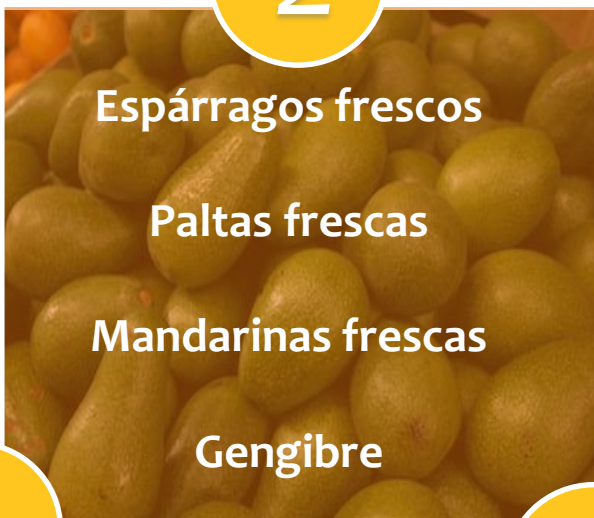 2
Espárragos frescos
Paltas frescas
Mandarinas frescas
Gengibre